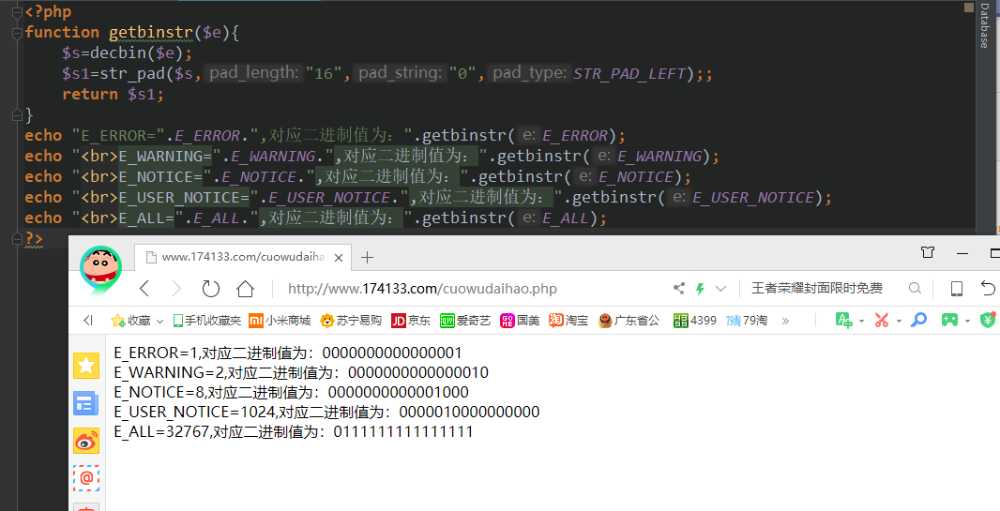 <?php
function getbinstr($e){
$s=decbin($e);
$s1=str_pad($s, pad_length: "16", pad_string: "0", pad_type: STR_PAD_LEFT);;
return $s1;
}
echo "E_ERROR=".E_ERROR.",对应二进制值为：".getbinstr( e: E_ERROR);
echo "<br>E_WARNING=".E_WARNING.",对应二进制值为：".getbinstr( e: E_WARNING);
echo "<br>E_NOTICE=".E_NOTICE.",对应二进制值为：".getbinstr( e: E_NOTICE);
echo "<br>E_USER_NOTICE=".E_USER_NOTICE.",对应二进制值为：".getbinstr( e: E_USER_NOTICE);
echo "<br>E_ALL=".E_ALL.",对应二进制值为：".getbinstr( e: E_ALL);
?>
Database
www.174133.com/cuowudaiha
http://www.174133.com/cuowudaihao.php 王者荣耀封面限时免费
收藏 手机收藏夹 小米商城 苏宁易购 JD 京东 爱奇艺 国美 淘 淘宝 广东省公 4399 79淘 79淘 »
E_ERROR=1,对应二进制值为：0000000000000001
E_WARNING=2,对应二进制值为：0000000000000010
E_NOTICE=8,对应二进制值为：0000000000001000
E_USER_NOTICE=1024,对应二进制值为：0000010000000000
E_ALL=32767,对应二进制值为：0111111111111111